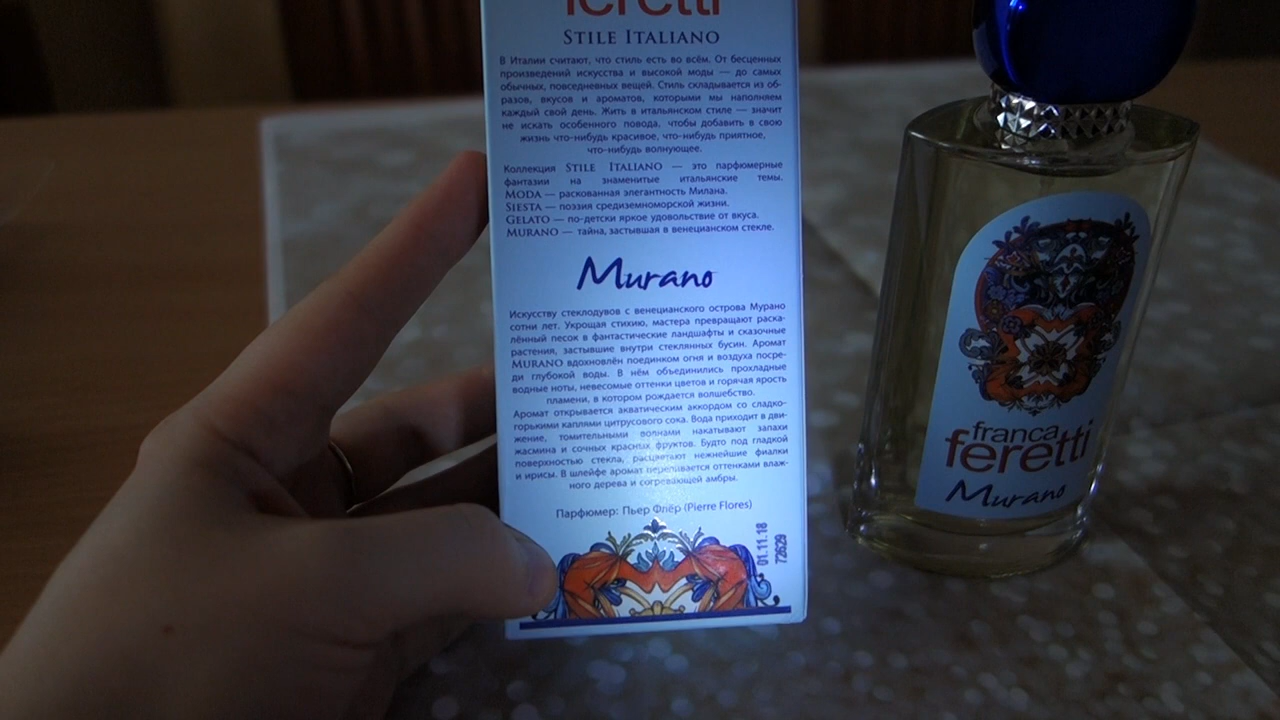 feretti
STILE ITALIANO
В Италии считают, что стиль есть во всём. От бесценных
произведений искусства и высокой моды — до самых
обычных, повседневных вещей. Стиль складывается из об-
разов, вкусов и ароматов, которыми мы наполняем
каждый свой день. Жить в итальянском стиле — значит
не искать особенного повода, чтобы добавить в свою
жизнь что-нибудь красивое, что-нибудь приятное,
что-нибудь волнующее.
Коллекция STILE ITALIANO — это парфюмерные
фантазии на знаменитые итальянские темы.
MODA — раскованная элегантность Милана.
SIESTA — поэзия средиземноморской жизни.
GELATO — по-детски яркое удовольствие от вкуса.
MURANO — тайна, застывшая в венецианском стекле.
Murano
Искусству стеклодувов с венецианского острова Мурано
сотни лет. Укрощая стихию, мастера превращают раска-
лённый песок в фантастические ландшафты и сказочные
растения, застывшие внутри стеклянных бусин. Аромат
MURANO вдохновлён поединком огня и воздуха посре-
ди глубокой воды. В нём объединились прохладные
водные ноты, невесомые оттенки цветов и горячая ярость
пламени, в котором рождается волшебство.
Аромат открывается акватическим аккордом со сладко-
горькими каплями цитрусового сока. Вода приходит в дви-
жение, томительными волнами накатывают запахи
жасмина и сочных красных фруктов. Будто под гладкой
поверхностью стекла, расцветают нежнейшие фиалки
и ирисы. В шлейфе аромат переливается оттенками влаж-
ного дерева и согревающей амбры.
Парфюмер: Пьер Флёр (Pierre Flores)
01.11.18
72629
franca
feretti
Murano